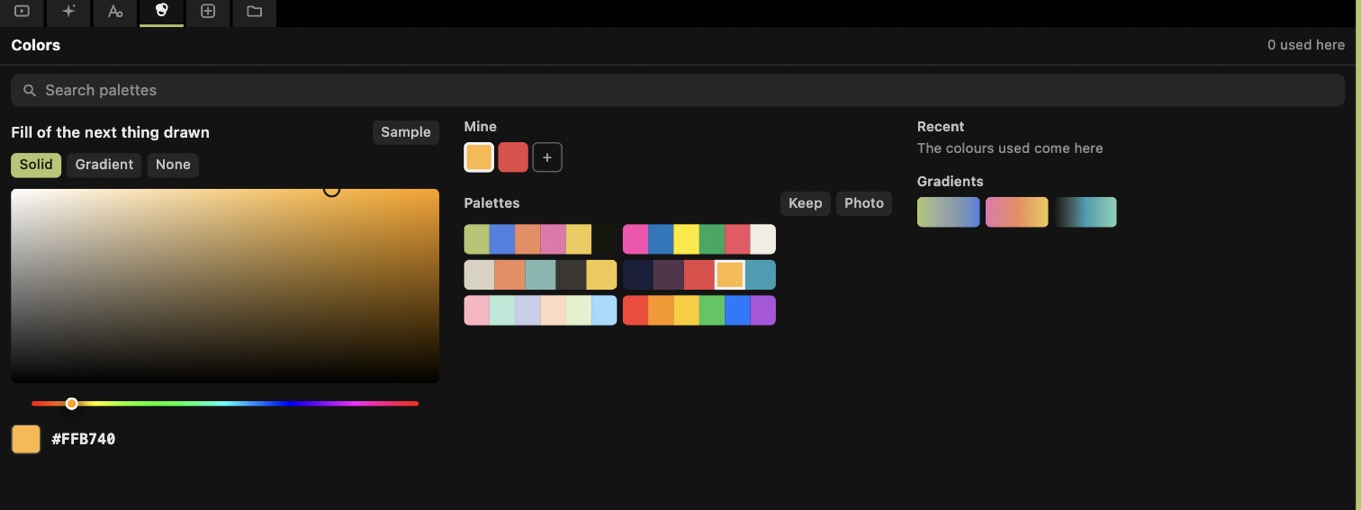 Colors
0 used here
Search palettes
Fill of the next thing drawn
Sample
Solid
Gradient
None
#FFB740
Mine
+
Palettes
Keep
Photo
Recent
The colours used come here
Gradients